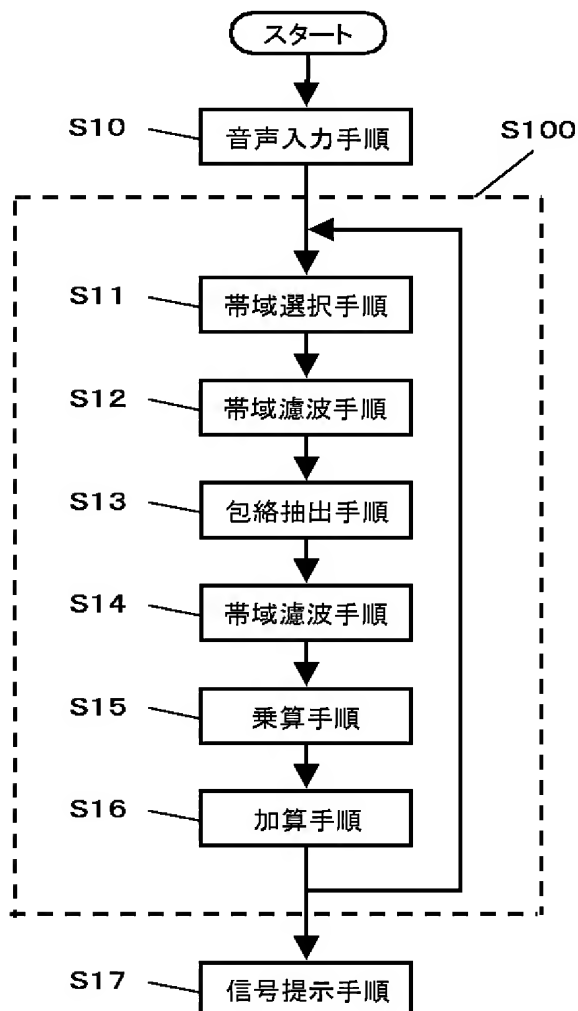 スタート
S10
音声入力手順
S100
S11
帯域選択手順
S12
帯域濾波手順
S13
包絡抽出手順
S14
帯域濾波手順
S15
乗算手順
S16
加算手順
S17
信号提示手順